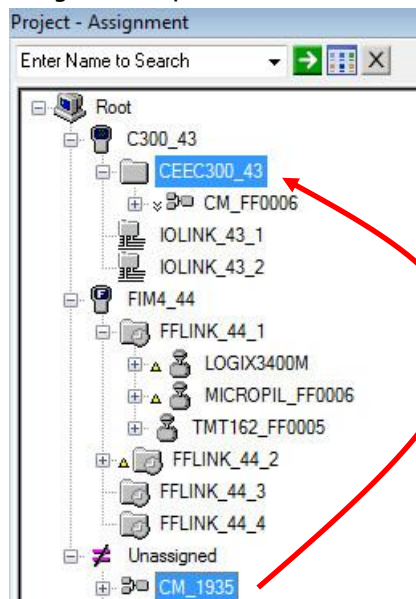 Project - Assignment
Enter Name to Search
Root
C300_43
CEEC300_43
CM_FF0006
IOLINK_43_1
IOLINK_43_2
FIM4_44
FFLINK_44_1
LOGIX3400M
MICROPIL_FF0006
TMT162_FF0005
FFLINK_44_2
FFLINK_44_3
FFLINK_44_4
Unassigned
CM_1935